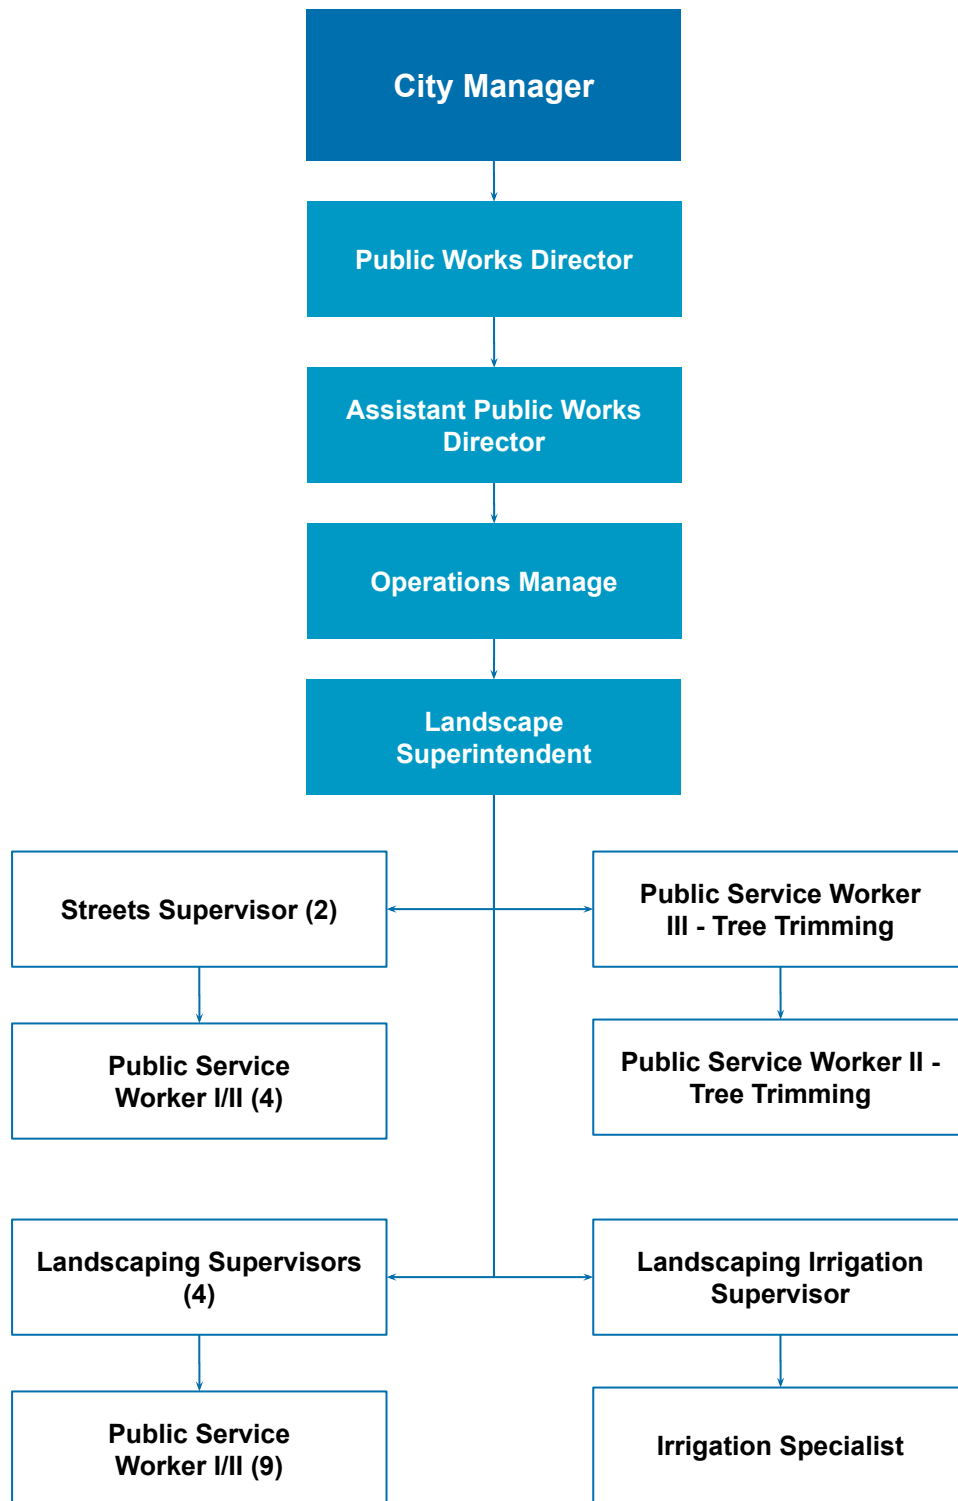 City Manager
Public Works Director
Assistant Public Works
Director
Operations Manage
Landscape
Superintendent
Streets Supervisor (2)
Public Service Worker
III - Tree Trimming
Public Service
Worker I/II (4)
Public Service Worker II -
Tree Trimming
Landscaping Supervisors
(4)
Landscaping Irrigation
Supervisor
Public Service
Worker I/II (9)
Irrigation Specialist